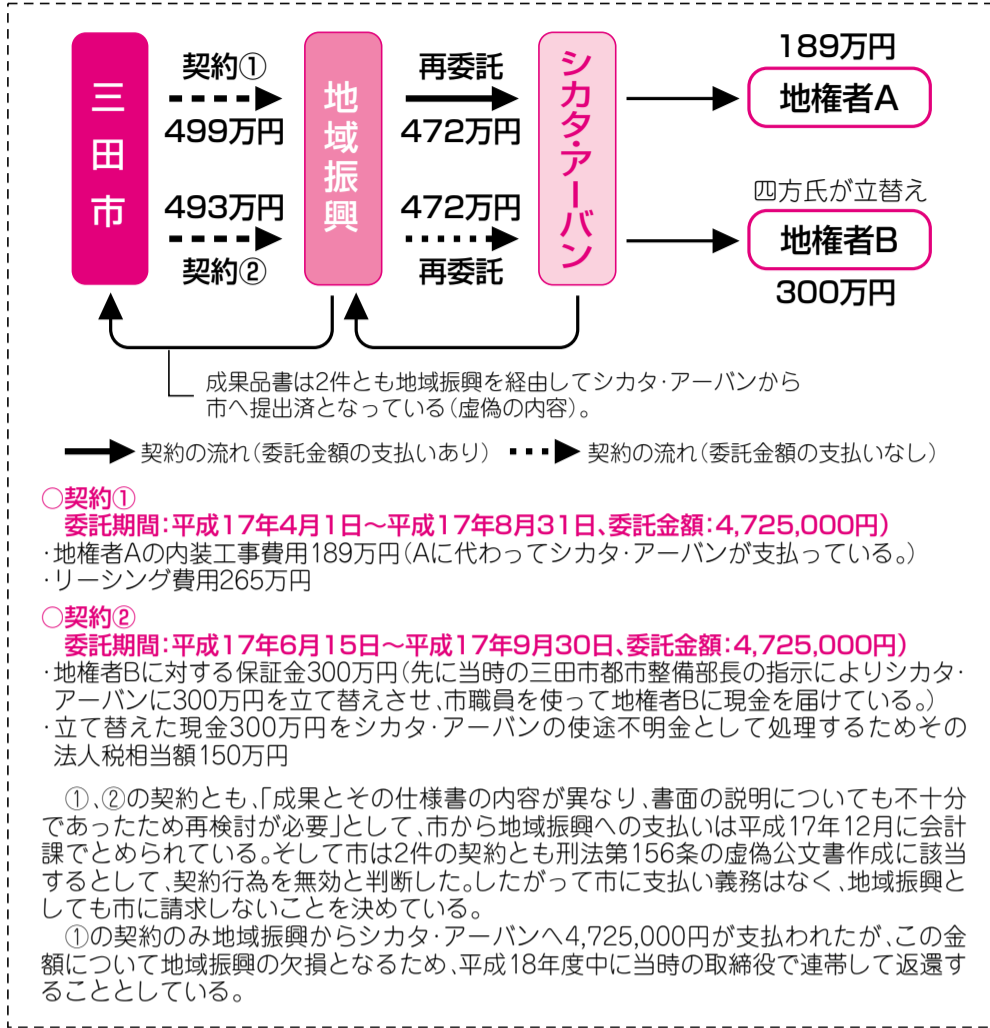 三田市
契約①
499万円
493万円
契約②
地域振興
再委託
472万円
472万円
再委託
シカタ・アーバン
189万円
地権者A
四方氏が立替え
地権者B
300万円
成果品書は2件とも地域振興を経由してシカタ・アーバンから
市へ提出済となっている(虚偽の内容)。
契約の流れ(委託金額の支払いあり) 契約の流れ(委託金額の支払いなし)
○契約①
委託期間:平成17年4月1日～平成17年8月31日、委託金額:4,725,000円)
・地権者Aの内装工事費用189万円(Aに代わってシカタ・アーバンが支払っている。)
・リーシング費用265万円
○契約②
委託期間:平成17年6月15日～平成17年9月30日、委託金額:4,725,000円)
・地権者Bに対する保証金300万円(先に当時の三田市都市整備部長の指示によりシカタ・
アーバンに300万円を立て替えさせ、市職員を使って地権者Bに現金を届けている。)
・立て替えた現金300万円をシカタ・アーバンの使途不明金として処理するためその
法人税相当額150万円
①、②の契約とも、「成果とその仕様書の内容が異なり、書面の説明についても不十分
であったため再検討が必要」として、市から地域振興への支払いは平成17年12月に会計
課でとめられている。そして市は2件の契約とも刑法第156条の虚偽公文書作成に該当
するとして、契約行為を無効と判断した。したがって市に支払い義務はなく、地域振興と
しても市に請求しないことを決めている。
①の契約のみ地域振興からシカタ・アーバンへ4,725,000円が支払われたが、この金
額について地域振興の欠損となるため、平成18年度中に当時の取締役で連帯して返還す
ることとしている。